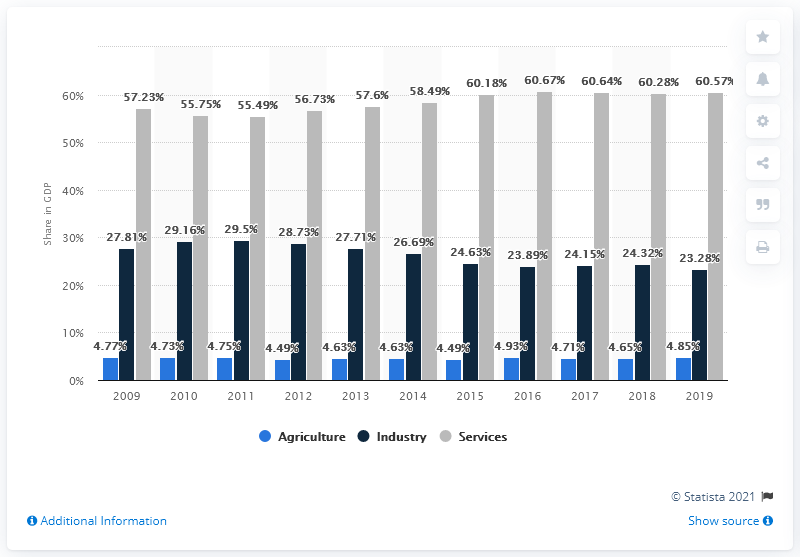 60%
50%
40%
30%
20%
10%
0%
Share in GDP
57.23% 55.75% 55.49% 56.73% 57.6% 58.49% 60.18% 60.67% 60.64% 60.28% 60.57%
27.81% 29.16% 29.5% 28.73% 27.71% 26.69% 24.63% 23.89% 24.15% 24.32% 23.28%
4.77% 4.73% 4.75% 4.49% 4.63% 4.63% 4.49% 4.93% 4.71% 4.65% 4.85%
2009 2010 2011 2012 2013 2014 2015 2016 2017 2018 2019
Agriculture Industry Services
© Statista 2021
Additional Information Show source